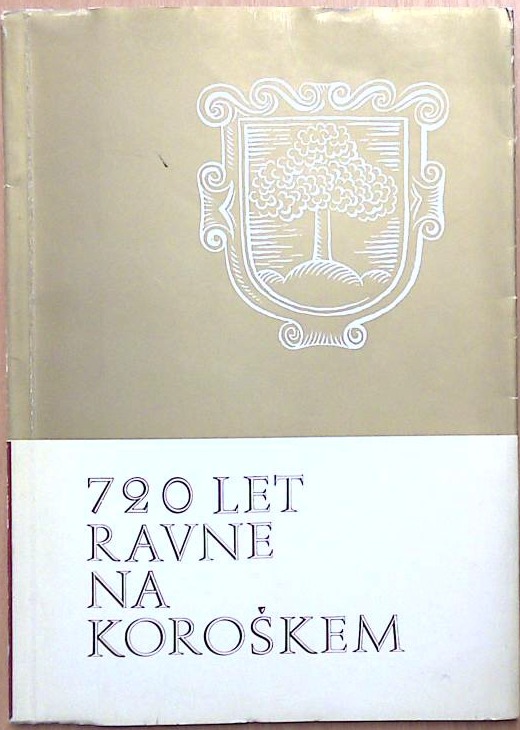 720 LET
RAVNE
NA
KOROŠKEM